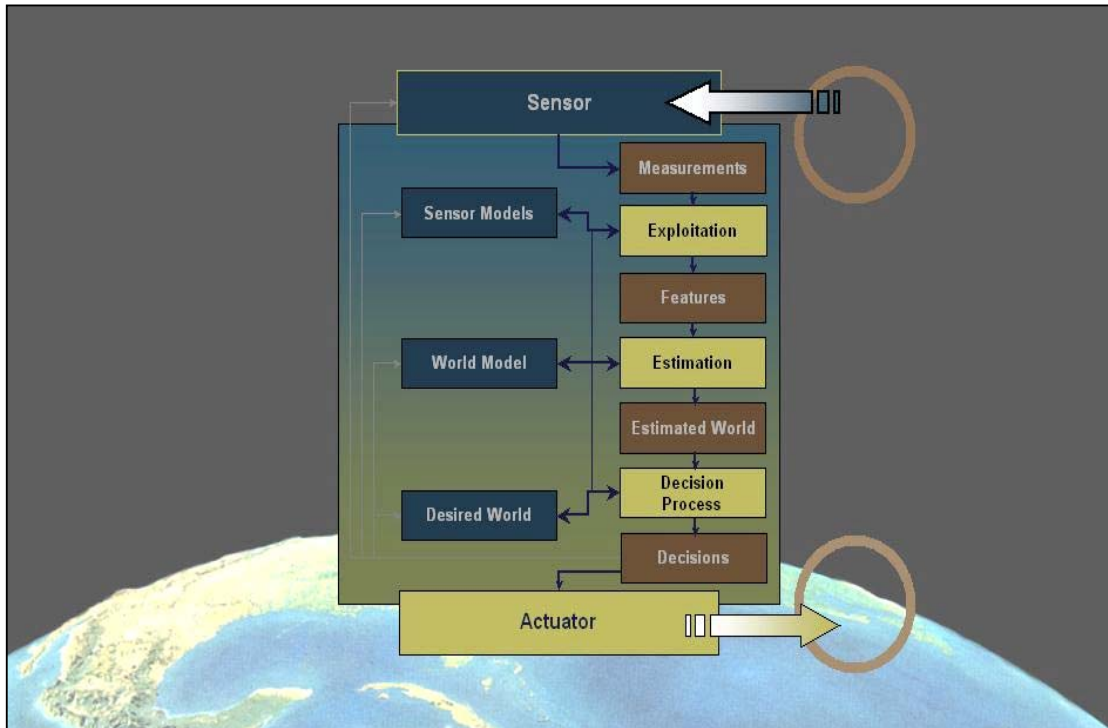 Sensor
Measurements
Sensor Models
Exploitation
Features
World Model
Estimation
Estimated World
Decision
Process
Desired World
Decisions
Actuator